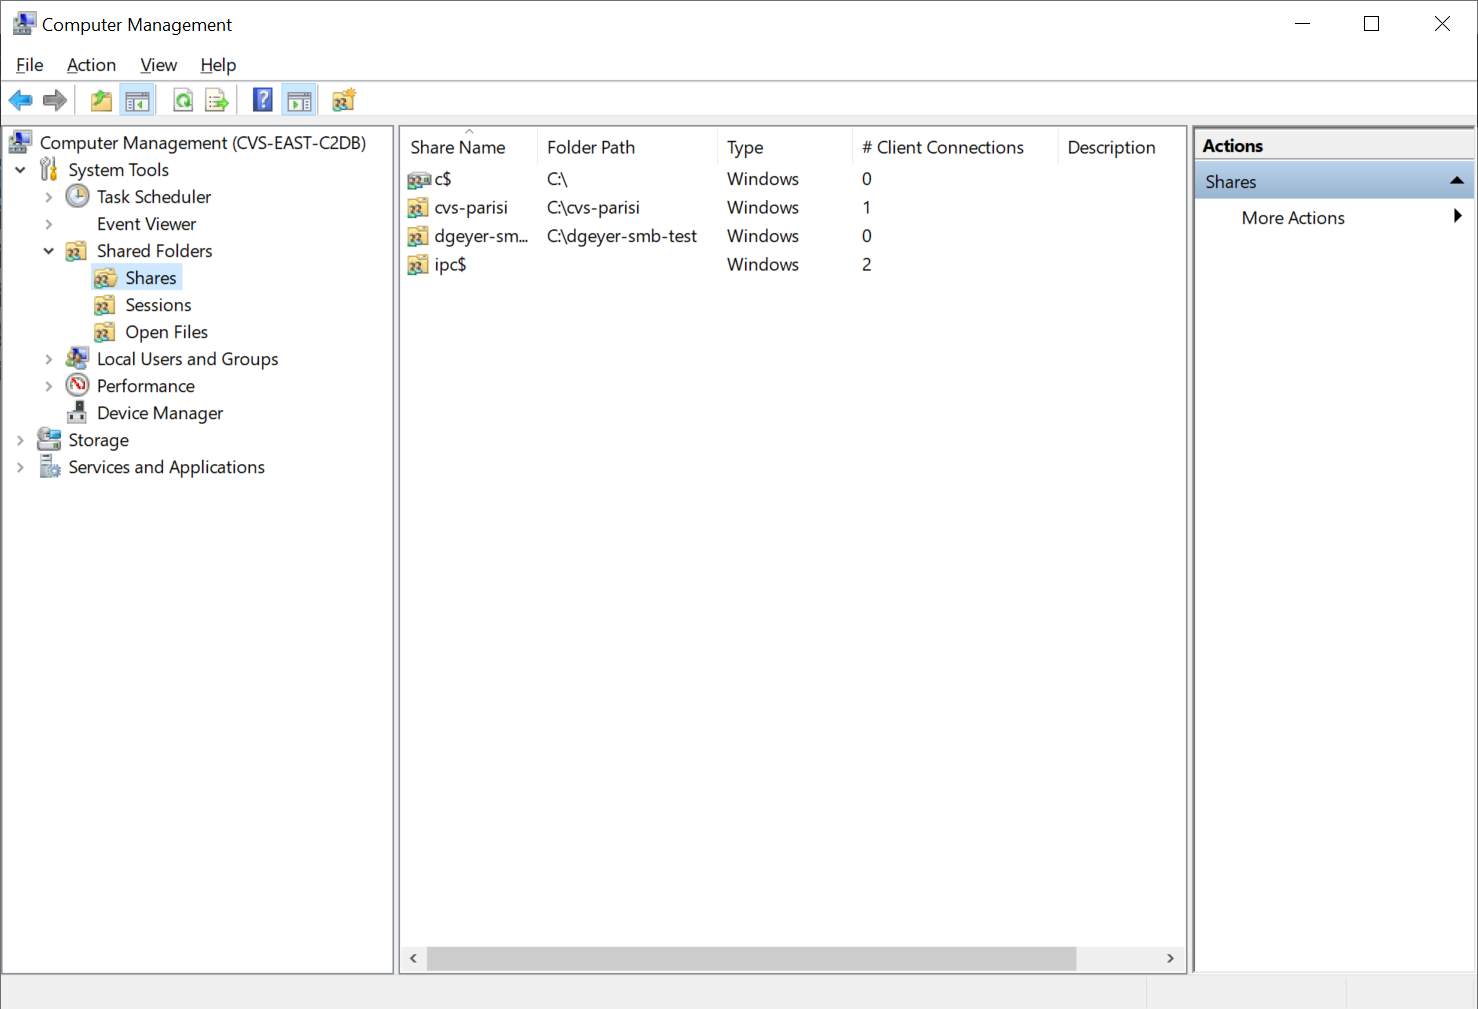 Computer Management
File Action View Help
Computer Management (CVS-EAST-C2DB)
System Tools
Task Scheduler
Event Viewer
Shared Folders
Shares
Sessions
Open Files
Local Users and Groups
Performance
Device Manager
Storage
Services and Applications
Share Name Folder Path Type # Client Connections Description
c$ C:\ Windows 0
cvs-parisi C:\cvs-parisi Windows 1
dgeyer-sm... C:\dgeyer-smb-test Windows 0
ipc$ Windows 2
Actions
Shares
More Actions